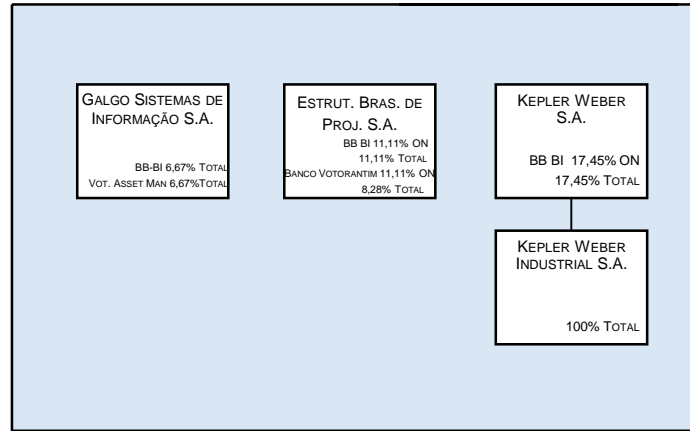 GALGO SISTEMAS DE
INFORMAÇÃO S.A.
BB-BI 6,67% TOTAL
VOT. ASSET MAN 6,67%TOTAL
ESTRUT. BRAS. DE
PROJ. S.A.
BB BI 11,11% ON
11,11% TOTAL
BANCO VOTORANTIM 11,11% ON
8,28% TOTAL
KEPLER WEBER
S.A.
BB BI 17,45% ON
17,45% TOTAL
KEPLER WEBER
INDUSTRIAL S.A.
100% TOTAL